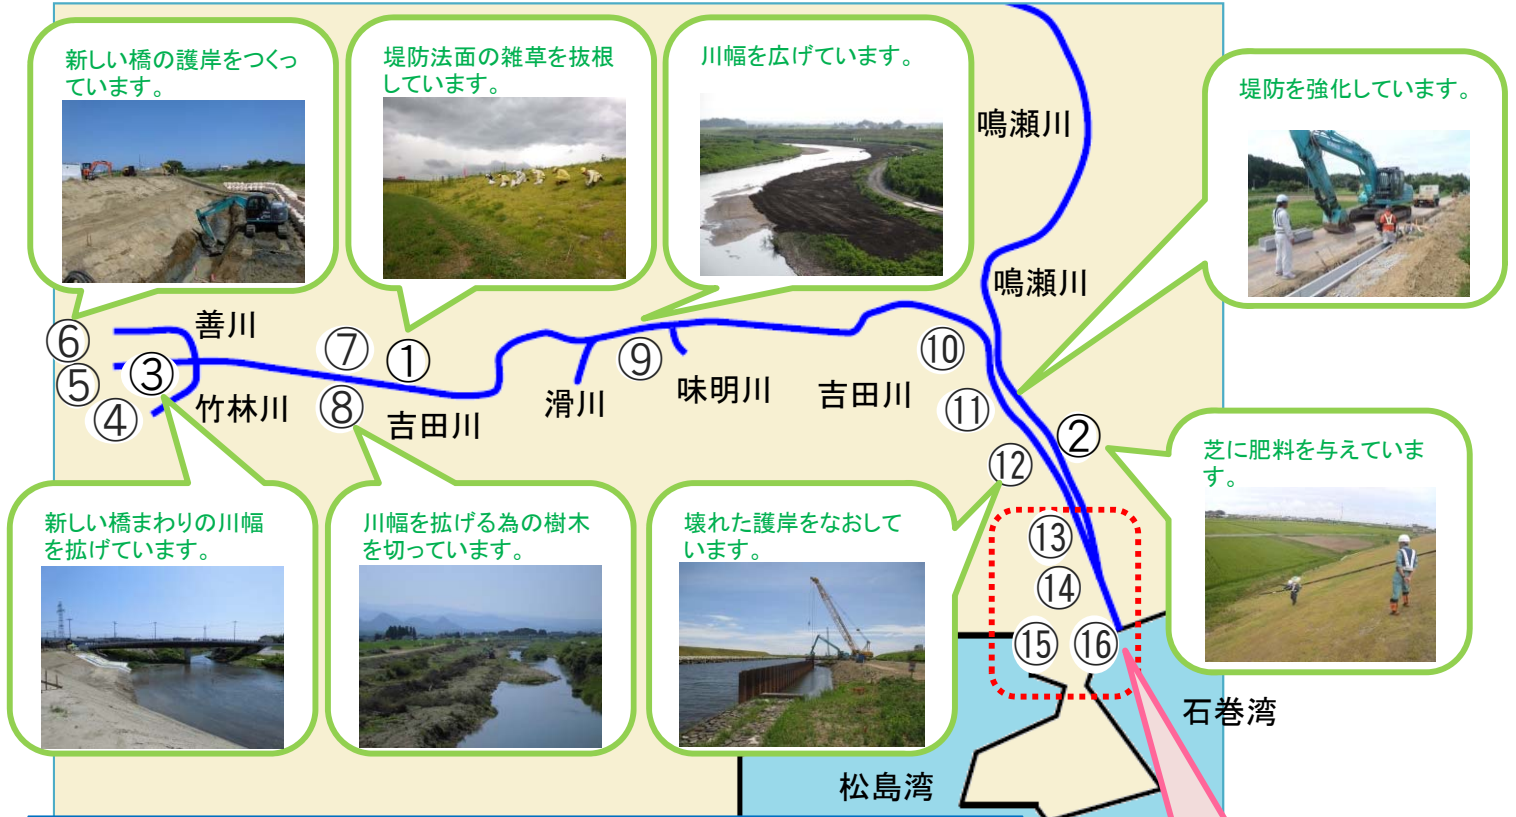 新しい橋の護岸をつくっ
ています。
堤防法面の雑草を抜根
しています。
川幅を広げています。
堤防を強化しています。
鳴瀬川
鳴瀬川
善川
⑥
⑦
①
⑨
⑩
⑤
③
④
竹林川
⑧
吉田川
滑川
味明川
吉田川
⑪
②
⑫
芝に肥料を与えていま
す。
新しい橋まわりの川幅
を拡げています。
川幅を拡げる為の樹木
を切っています。
壊れた護岸をなおして
います。
⑬
⑭
⑮
⑯
石巻湾
松島湾